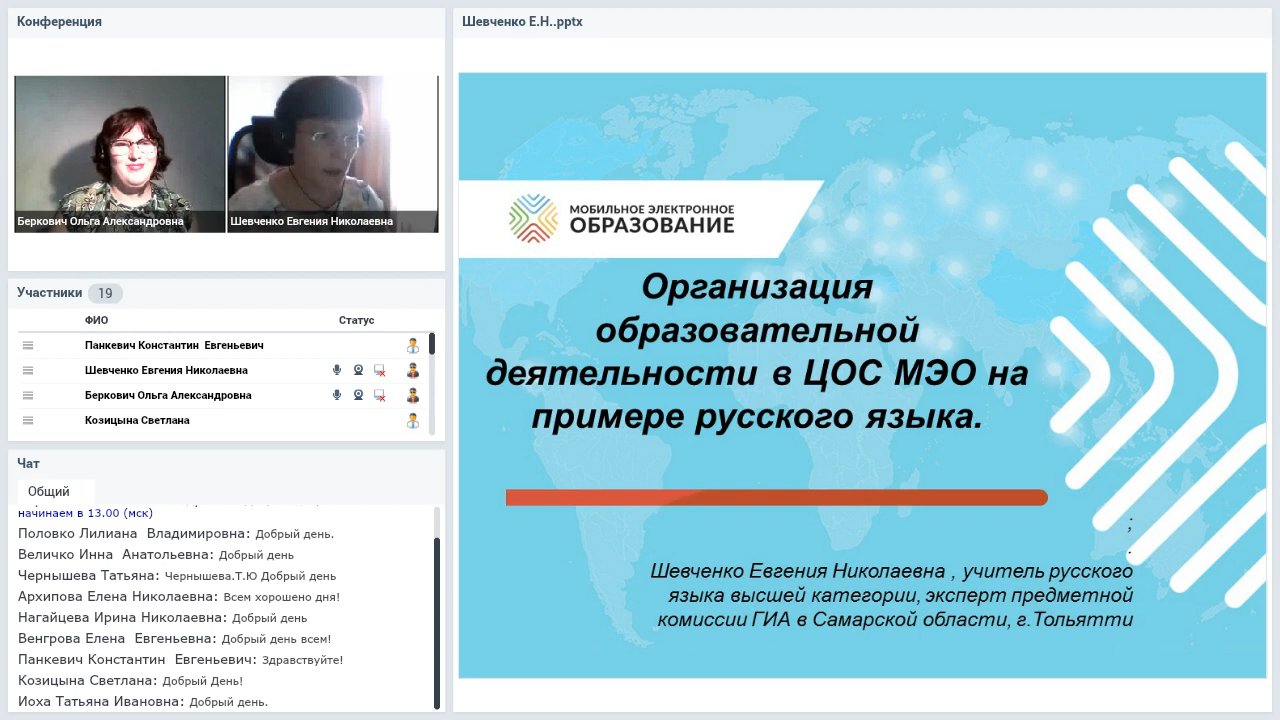 Конференция
Беркович Ольга Александровна
Шевченко Евгения Николаевна
Участники 19
ФИО Статус
Панкевич Константин Евгеньевич
Шевченко Евгения Николаевна
Беркович Ольга Александровна
Козицына Светлана
Чат
Общий
начинаем в 13.00 (мск)
Половко Лилиана Владимировна: Добрый день.
Величко Инна Анатольевна: Добрый день
Чернышева Татьяна: Чернышева.Т.Ю Добрый день
Архипова Елена Николаевна: Всем хорошено дня!
Нагайцева Ирина Николаевна: Добрый день
Венгрова Елена Евгеньевна: Добрый день всем!
Панкевич Константин Евгеньевич: Здравствуйте!
Козицына Светлана: Добрый День!
Иоха Татьяна Ивановна: Добрый день.
Шевченко Е.Н..pptx
МОБИЛЬНОЕ ЭЛЕКТРОННОЕ
ОБРАЗОВАНИЕ
Организация
образовательной
деятельности в ЦОС МЭО на
примере русского языка.
;
.
Шевченко Евгения Николаевна , учитель русского
языка высшей категории, эксперт предметной
комиссии ГИА в Самарской области, г.Тольятти